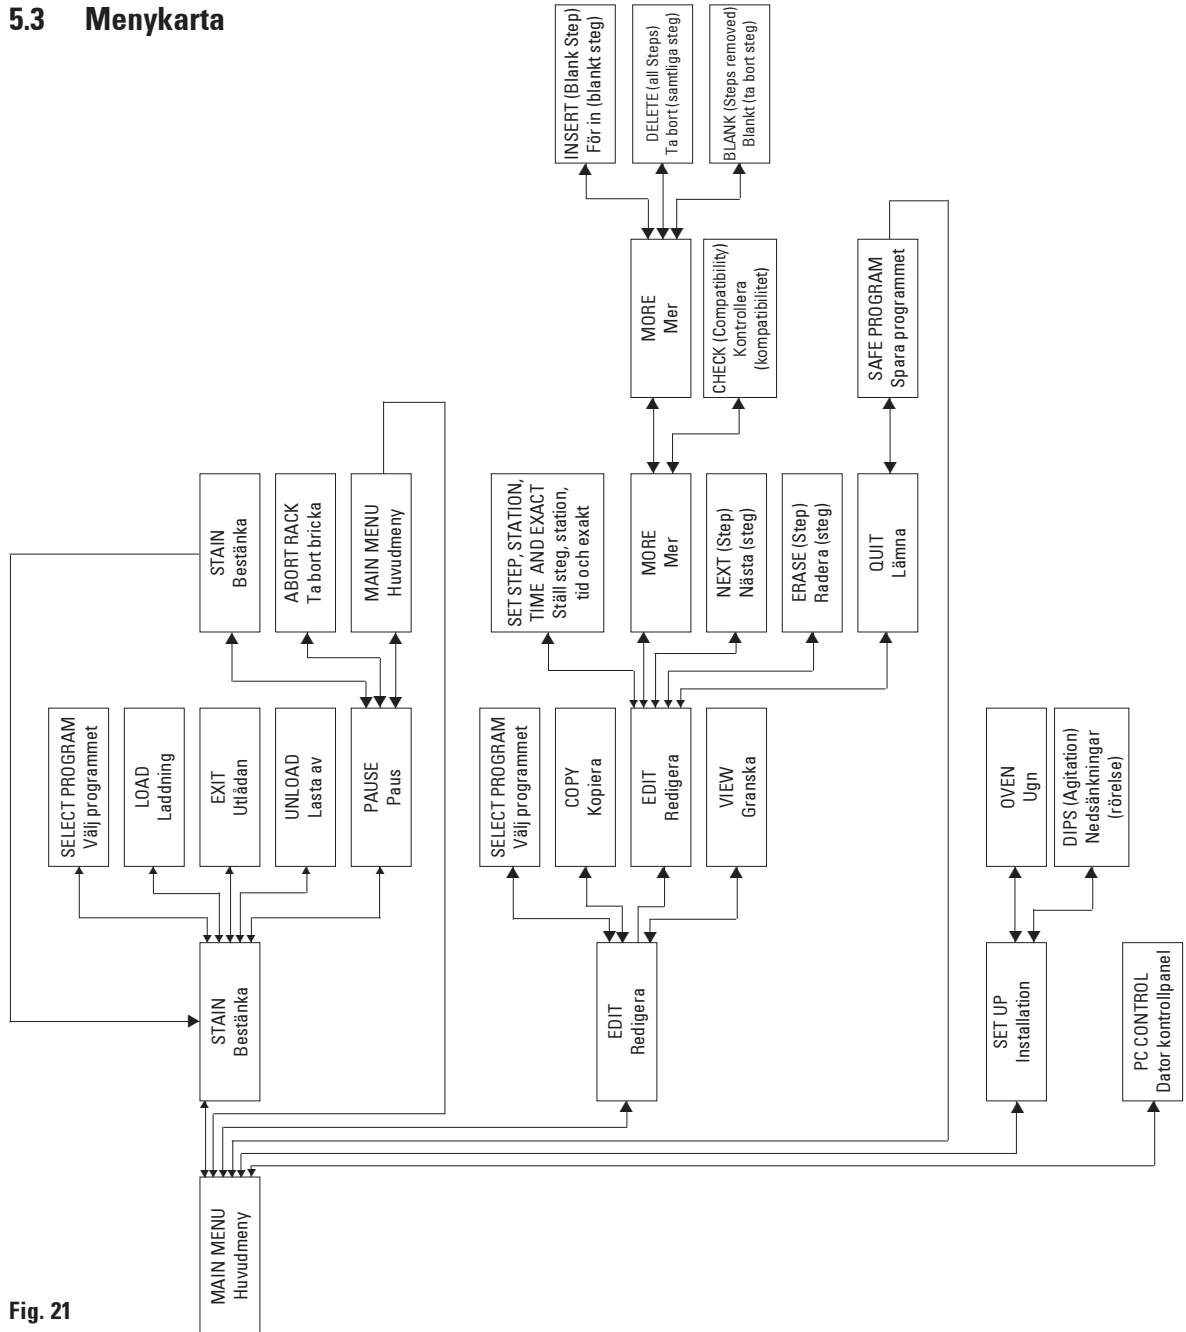 5.3 Menykarta
MAIN MENU
Huvudmeny
STAIN
Bestänka
SELECT PROGRAM
Välj programmet
LOAD
Laddning
EXIT
Utlådan
UNLOAD
Lasta av
PAUSE
Paus
STAIN
Bestänka
ABORT RACK
Ta bort bricka
MAIN MENU
Huvudmeny
EDIT
Redigera
SELECT PROGRAM
Välj programmet
COPY
Kopiera
EDIT
Redigera
VIEW
Granska
SET STEP, STATION,
TIME AND EXACT
Ställ steg, station,
tid och exakt
MORE
Mer
NEXT (Step)
Nästa (steg)
ERASE (Step)
Radera (steg)
QUIT
Lämna
MORE
Mer
CHECK (Compatibility)
Kontrollera
(kompatibilitet)
SAFE PROGRAM
Spara programmet
INSERT (Blank Step)
För in (blankt steg)
DELETE (all Steps)
Ta bort (samtliga steg)
BLANK (Steps removed)
Blankt (ta bort steg)
SET UP
Installation
OVEN
Ugn
DIPS (Agitation)
Nedsänkningar
(rörelse)
PC CONTROL
Dator kontrollpanel
Fig. 21